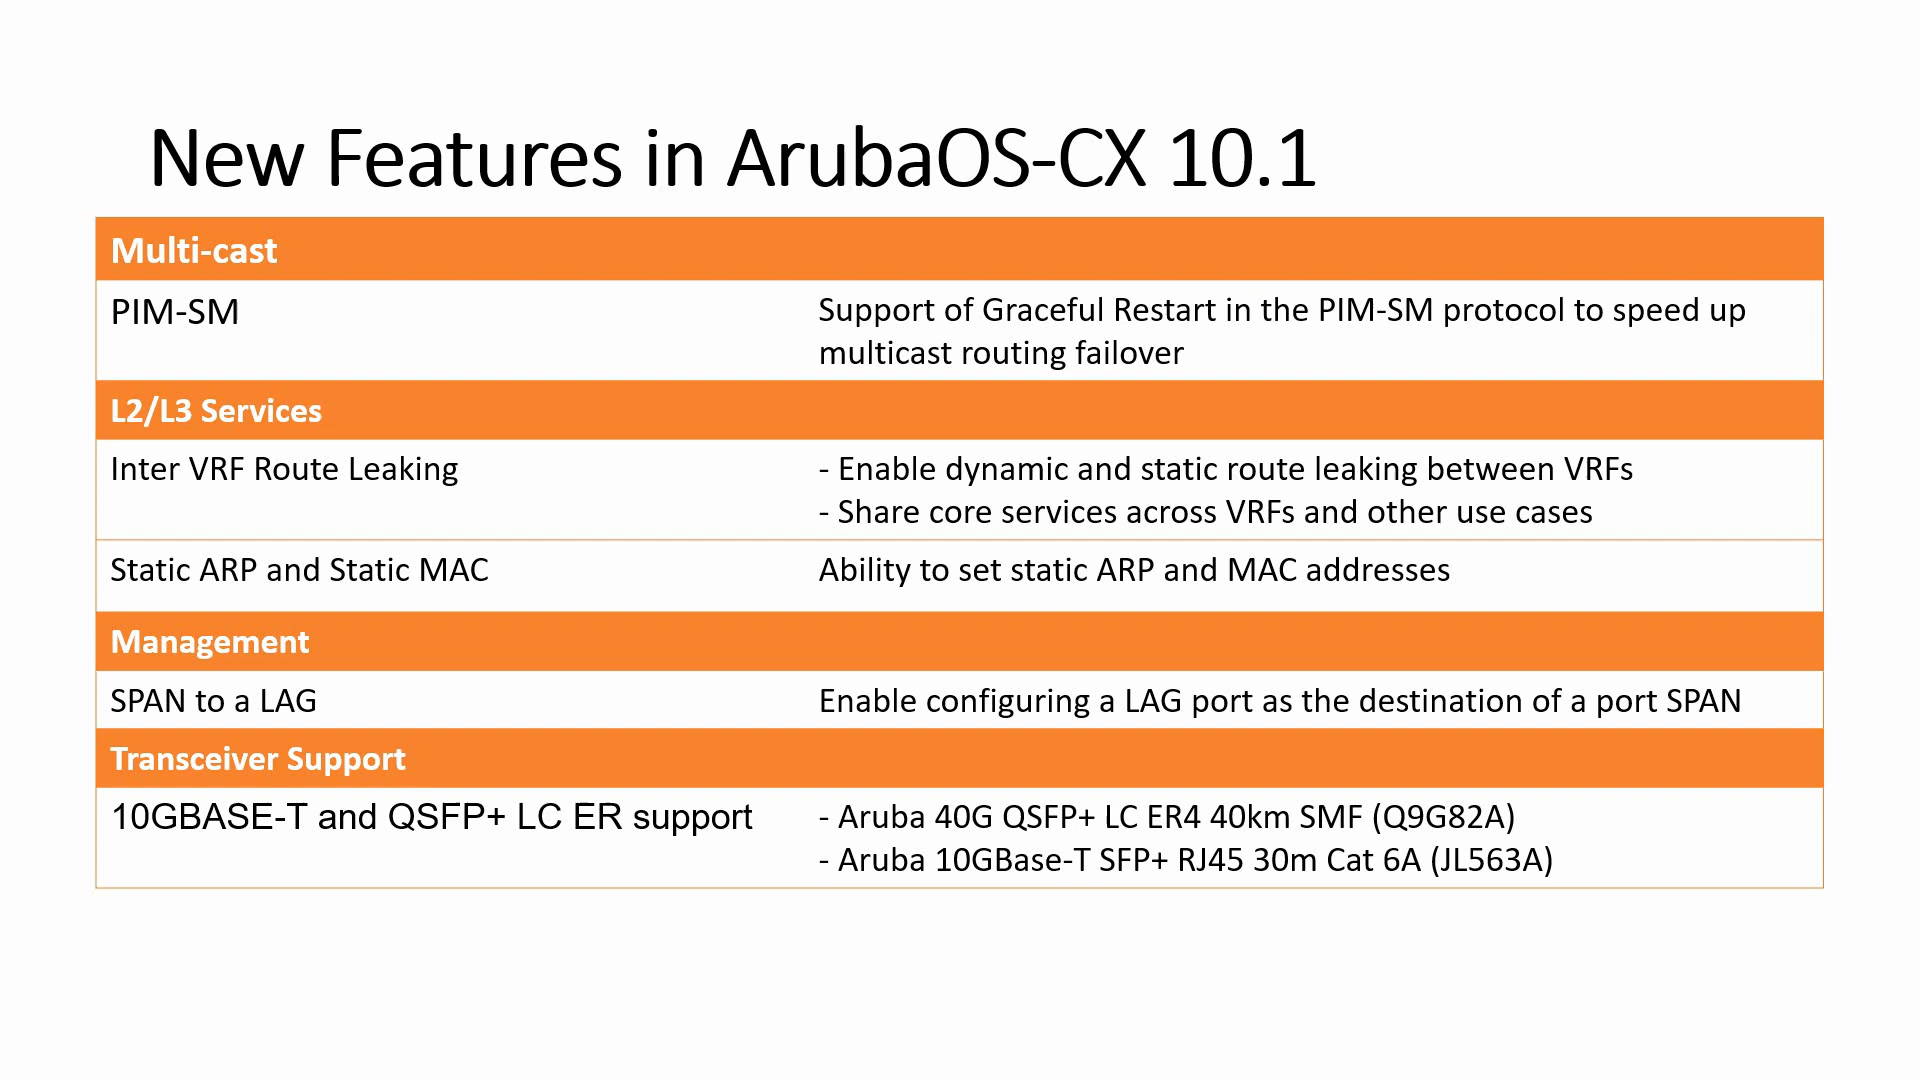 New Features in ArubaOS-CX 10.1
Multi-cast
PIM-SM
Support of Graceful Restart in the PIM-SM protocol to speed up
multicast routing failover
L2/L3 Services
Inter VRF Route Leaking
- Enable dynamic and static route leaking between VRFs
- Share core services across VRFs and other use cases
Static ARP and Static MAC
Ability to set static ARP and MAC addresses
Management
SPAN to a LAG
Enable configuring a LAG port as the destination of a port SPAN
Transceiver Support
10GBASE-T and QSFP+ LC ER support
- Aruba 40G QSFP+ LC ER4 40km SMF (Q9G82A)
- Aruba 10GBase-T SFP+ RJ45 30m Cat 6A (JL563A)